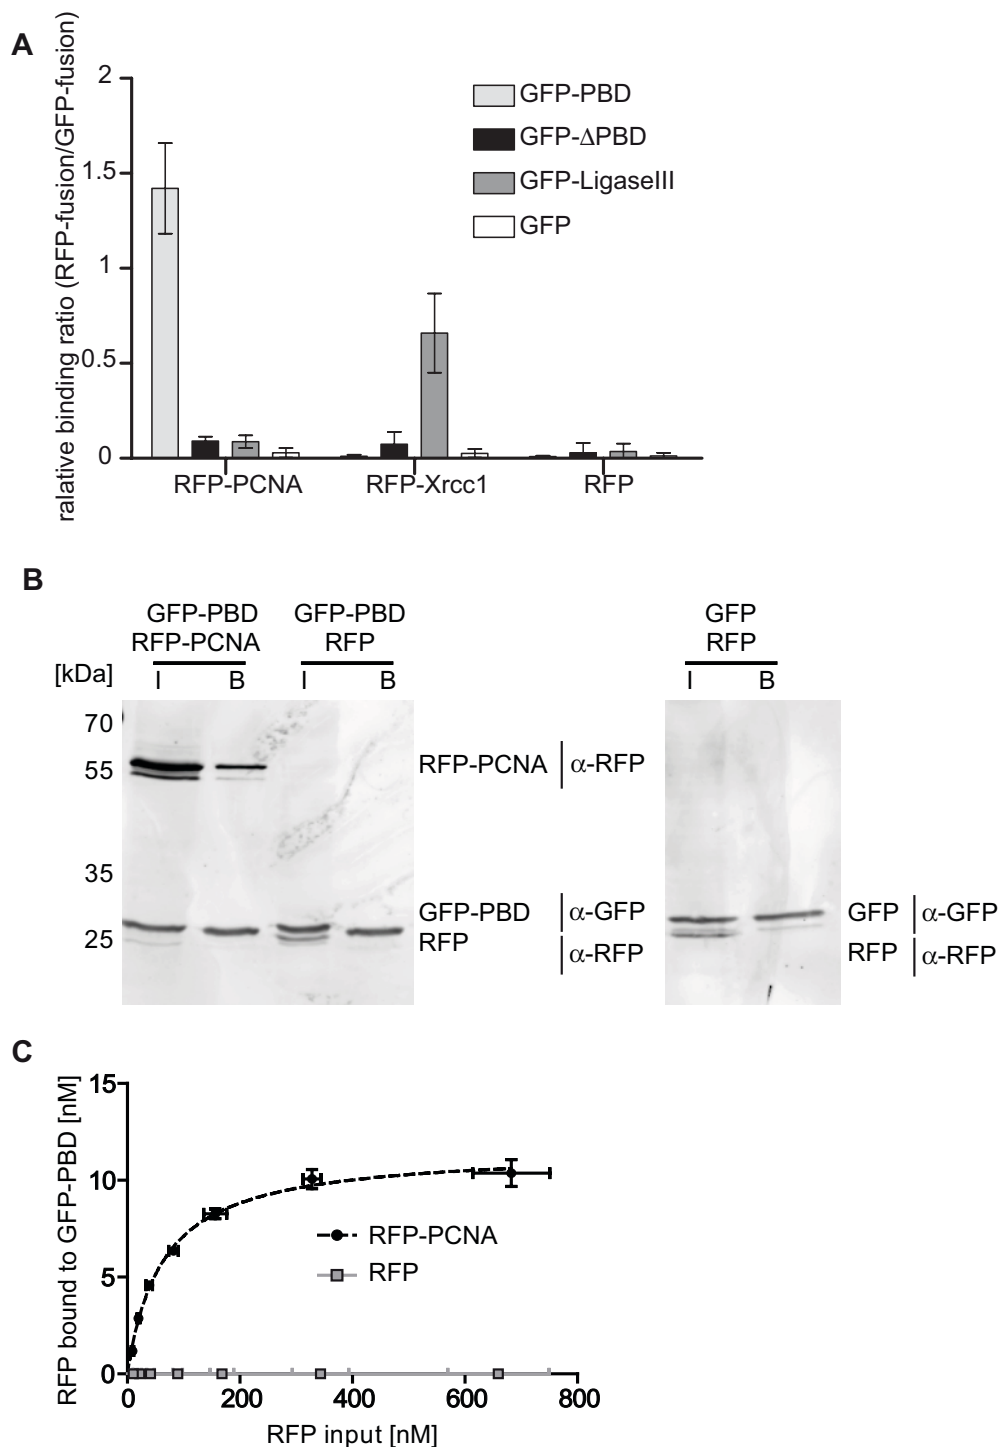 A
ralative binding ratio (RFP-fusion/GFP-fusion)
2
1.5
1
0.5
0
GFP-PBD
GFP-ΔPBD
GFP-LigaseIII
GFP
RFP-PCNA
RFP-Xrcc1
RFP
B
GFP-PBD
RFP-PCNA
GFP-PBD
RFP
GFP
RFP
[kDa]
I
B
I
B
I
B
70
55
35
25
RFP-PCNA
α-RFP
GFP-PBD
α-GFP
RFP
α-RFP
GFP
α-GFP
RFP
α-RFP
C
RFP bound to GFP-PBD [nM]
15
10
5
0
RFP-PCNA
RFP
0
200
400
600
800
RFP input [nM]